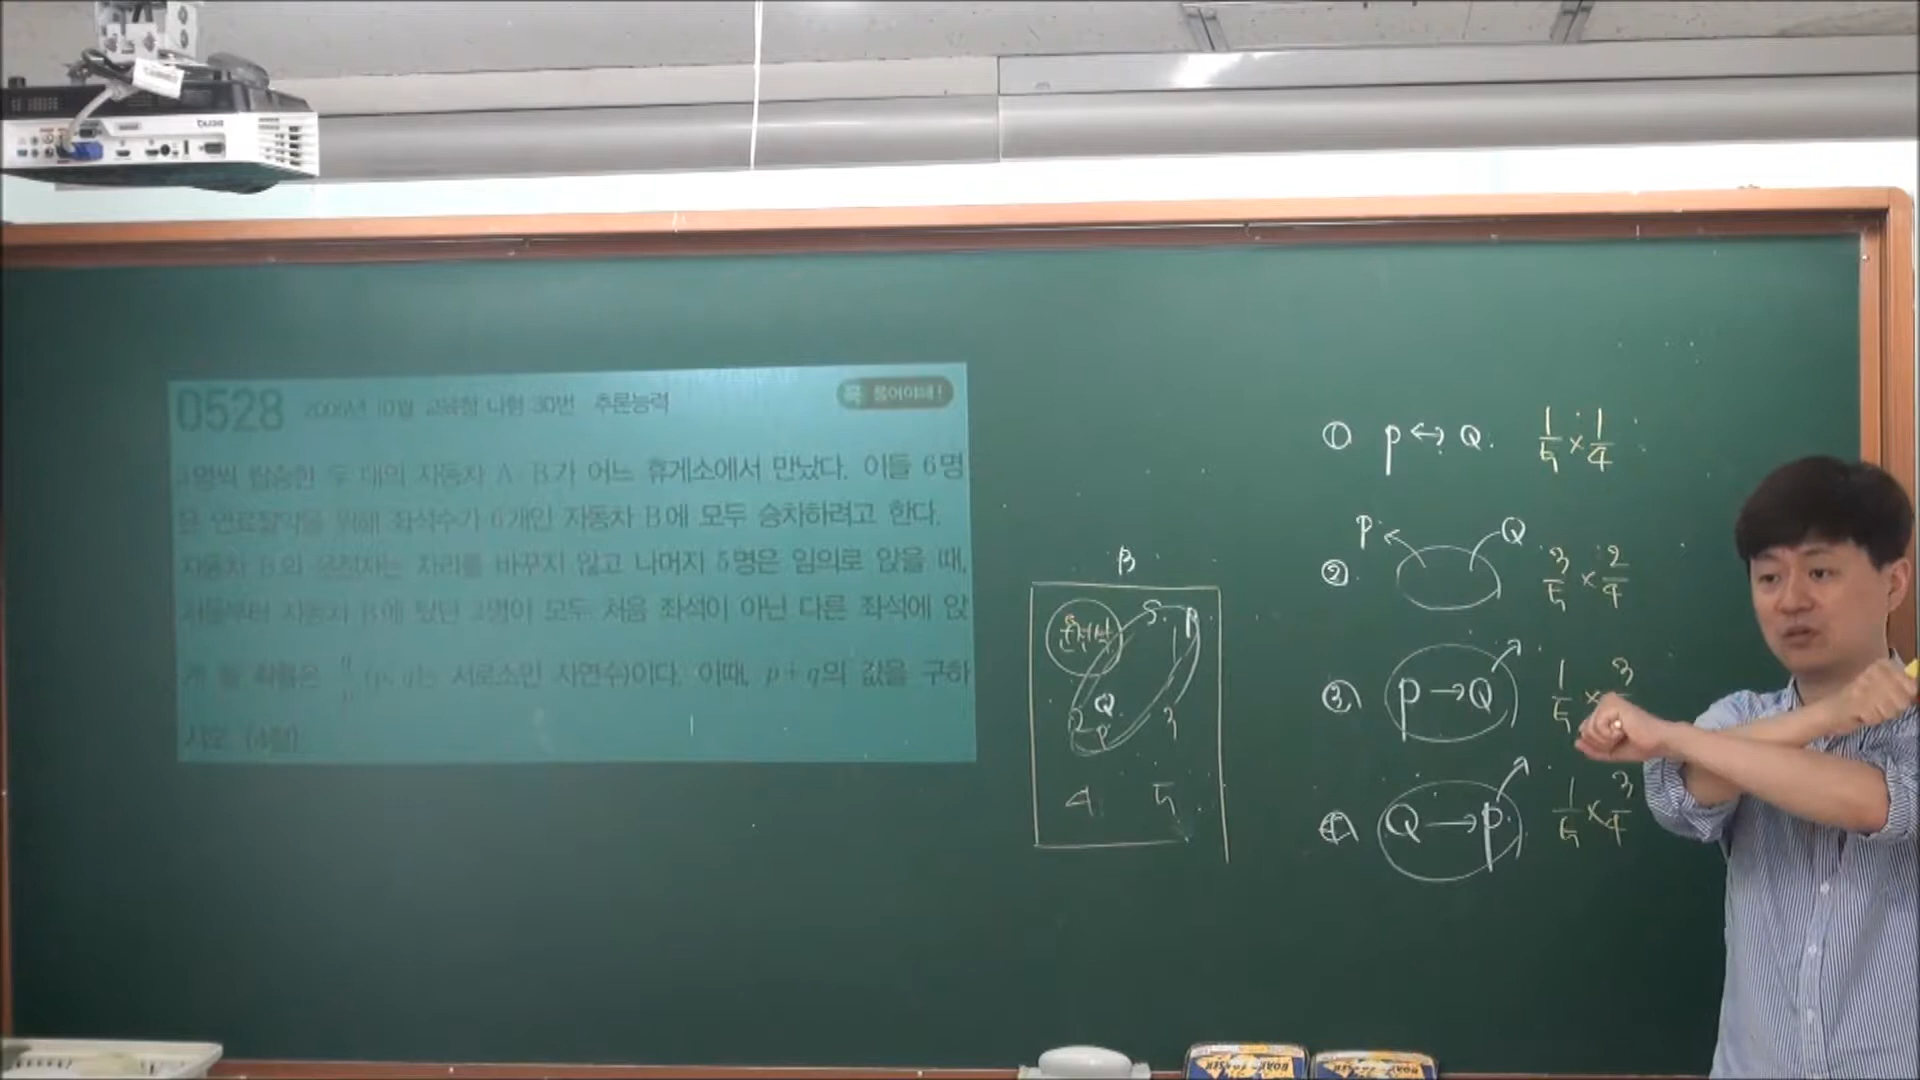 0528 2006년 10월 교육청 나형 30번 추론능력 꼭 풀어야해!
3명씩 탑승한 두 대의 자동차 A, B가 어느 휴게소에서 만났다. 이들 6명
은 연료절약을 위해 좌석수가 6개인 자동차 B에 모두 승차하려고 한다.
자동차 B의 운전자는 자리를 바꾸지 않고 나머지 5명은 임의로 앉을 때,
처음부터 자동차 B에 탔던 2명이 모두 처음 좌석이 아닌 다른 좌석에 앉
게 될 확률은 (p, q는 서로소인 자연수)이다. 이때, p+q의 값을 구하
시오. (4점)
B
운전석
P
Q
3
4 5
① P ↔ Q. 1/5 × 1/4
② P Q 3/5 × 2/4
③ P → Q 1/5 × 3
④ Q → P 1/5 × 3/4
benq